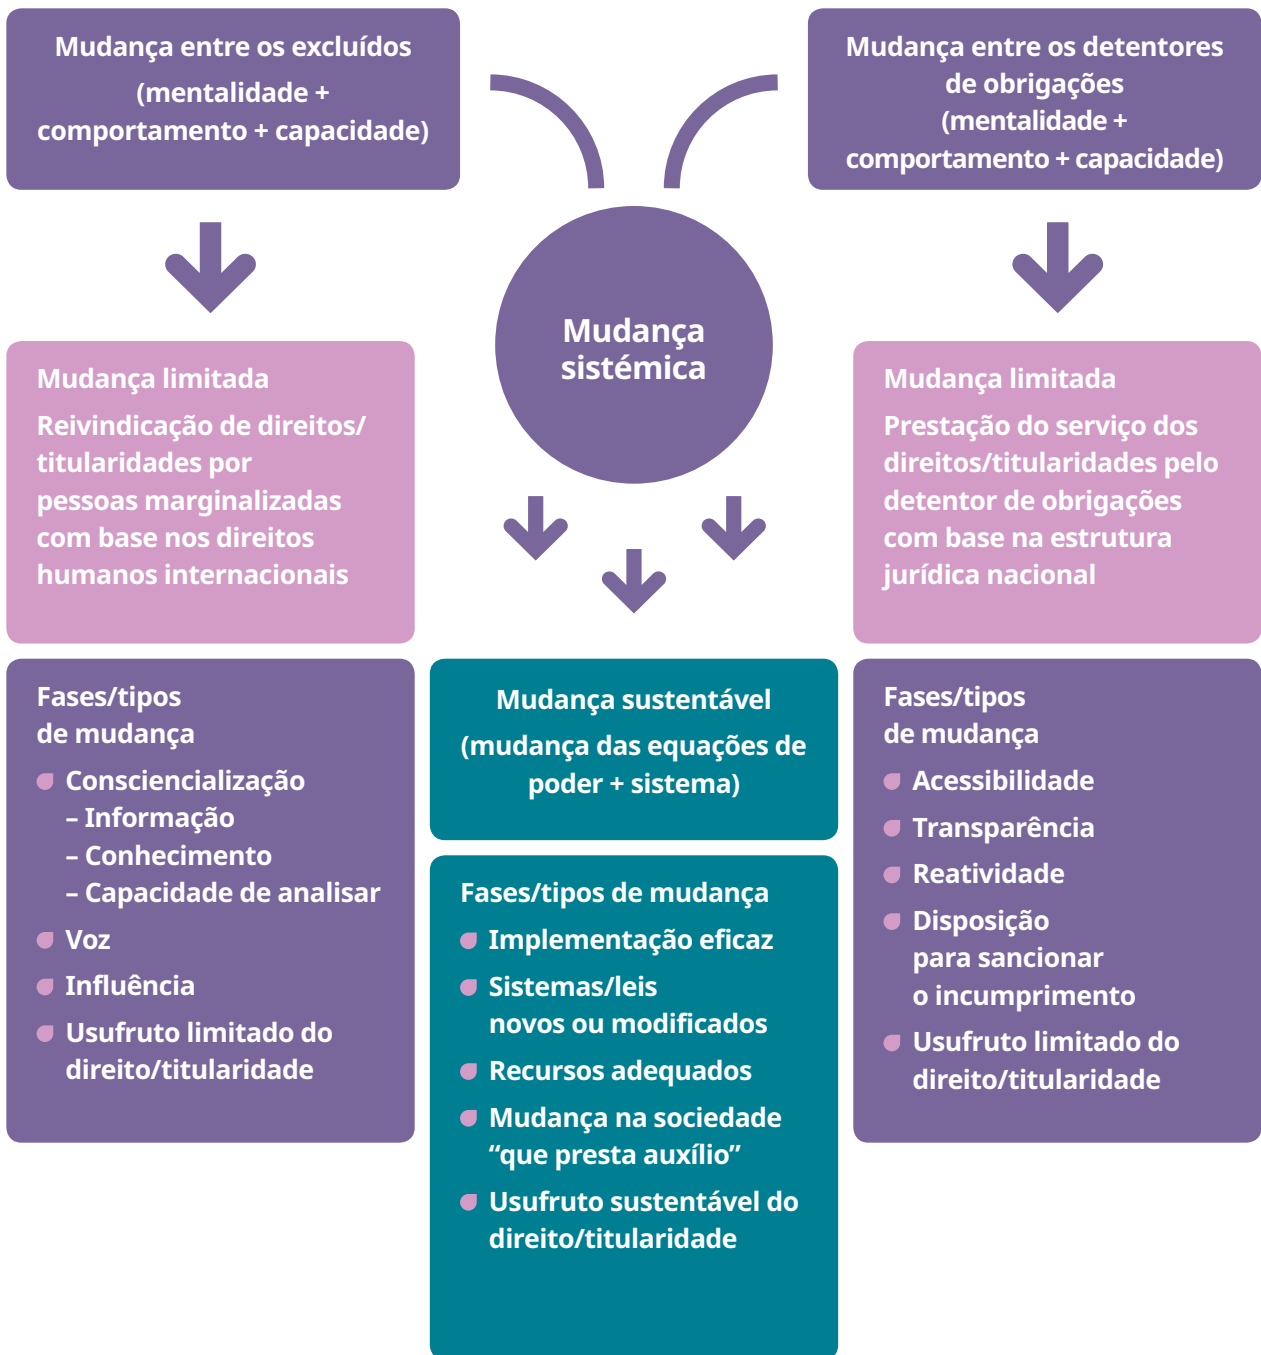 Mudança entre os excluídos
(mentalidade +
comportamento + capacidade)
Mudança entre os detentores
de obrigações
(mentalidade +
comportamento + capacidade)
Mudança
sistémica
Mudança limitada
Reivindicação de direitos/
titularidades por
pessoas marginalizadas
com base nos direitos
humanos internacionais
Mudança limitada
Prestação do serviço dos
direitos/titularidades pelo
detentor de obrigações
com base na estrutura
jurídica nacional
Fases/tipos
de mudança
Consciencialização
– Informação
– Conhecimento
– Capacidade de analisar
Voz
Influência
Usufruto limitado do
direito/titularidade
Mudança sustentável
(mudança das equações de
poder + sistema)
Fases/tipos de mudança
Implementação eficaz
Sistemas/leis
novos ou modificados
Recursos adequados
Mudança na sociedade
“que presta auxílio”
Usufruto sustentável do
direito/titularidade
Fases/tipos
de mudança
Acessibilidade
Transparência
Reatividade
Disposição
para sancionar
o incumprimento
Usufruto limitado do
direito/titularidade